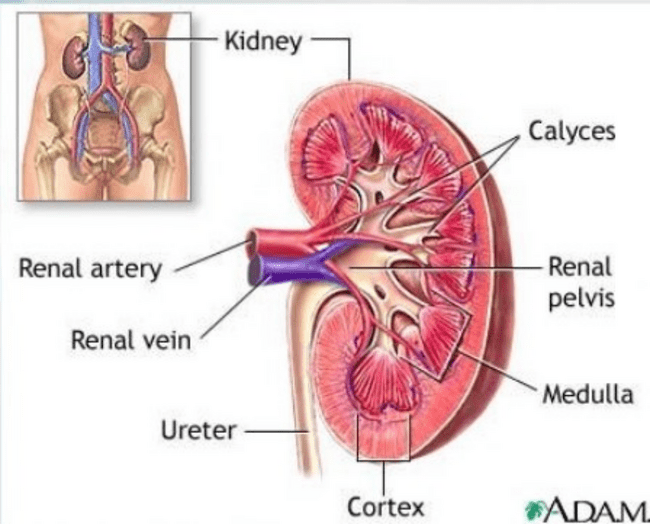 Kidney
Calyces
Renal artery
Renal
pelvis
Renal vein
Medulla
Ureter
Cortex
ADAM.